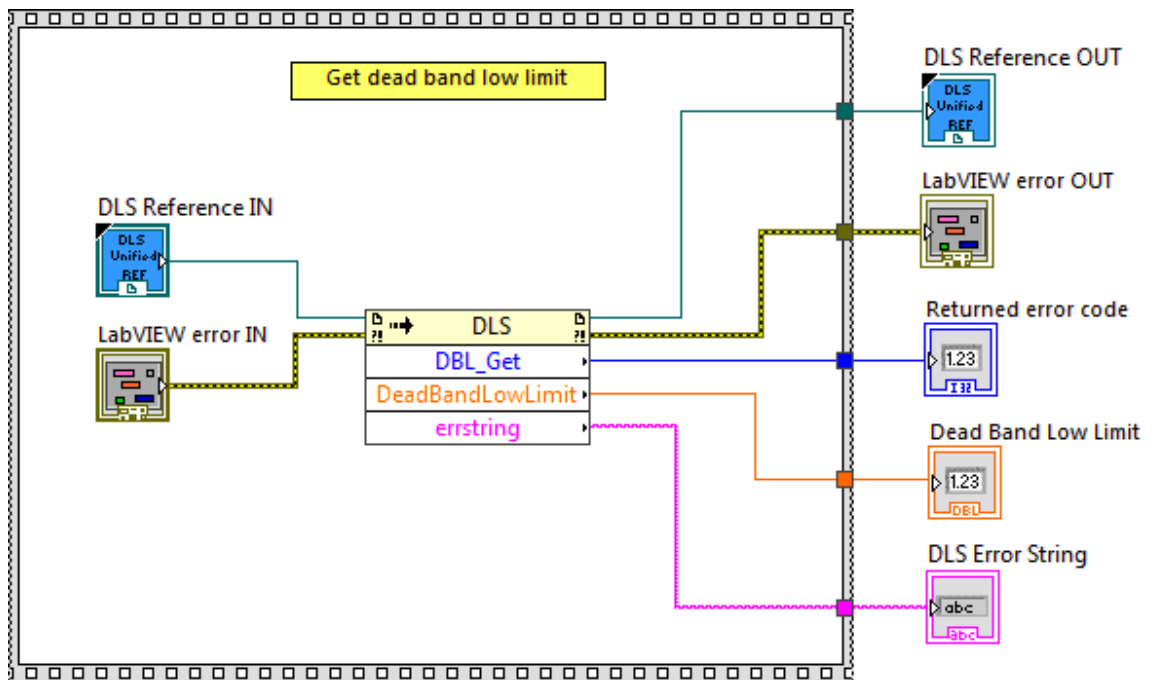 Get dead band low limit
DLS Reference IN
DLS
Unified
REF
LabVIEW error IN
?!
DLS
?!
DBL_Get
DeadBandLowLimit
errstring
DLS Reference OUT
DLS
Unified
REF
LabVIEW error OUT
Returned error code
1.23
I32
Dead Band Low Limit
1.23
DBL
DLS Error String
abc
abc